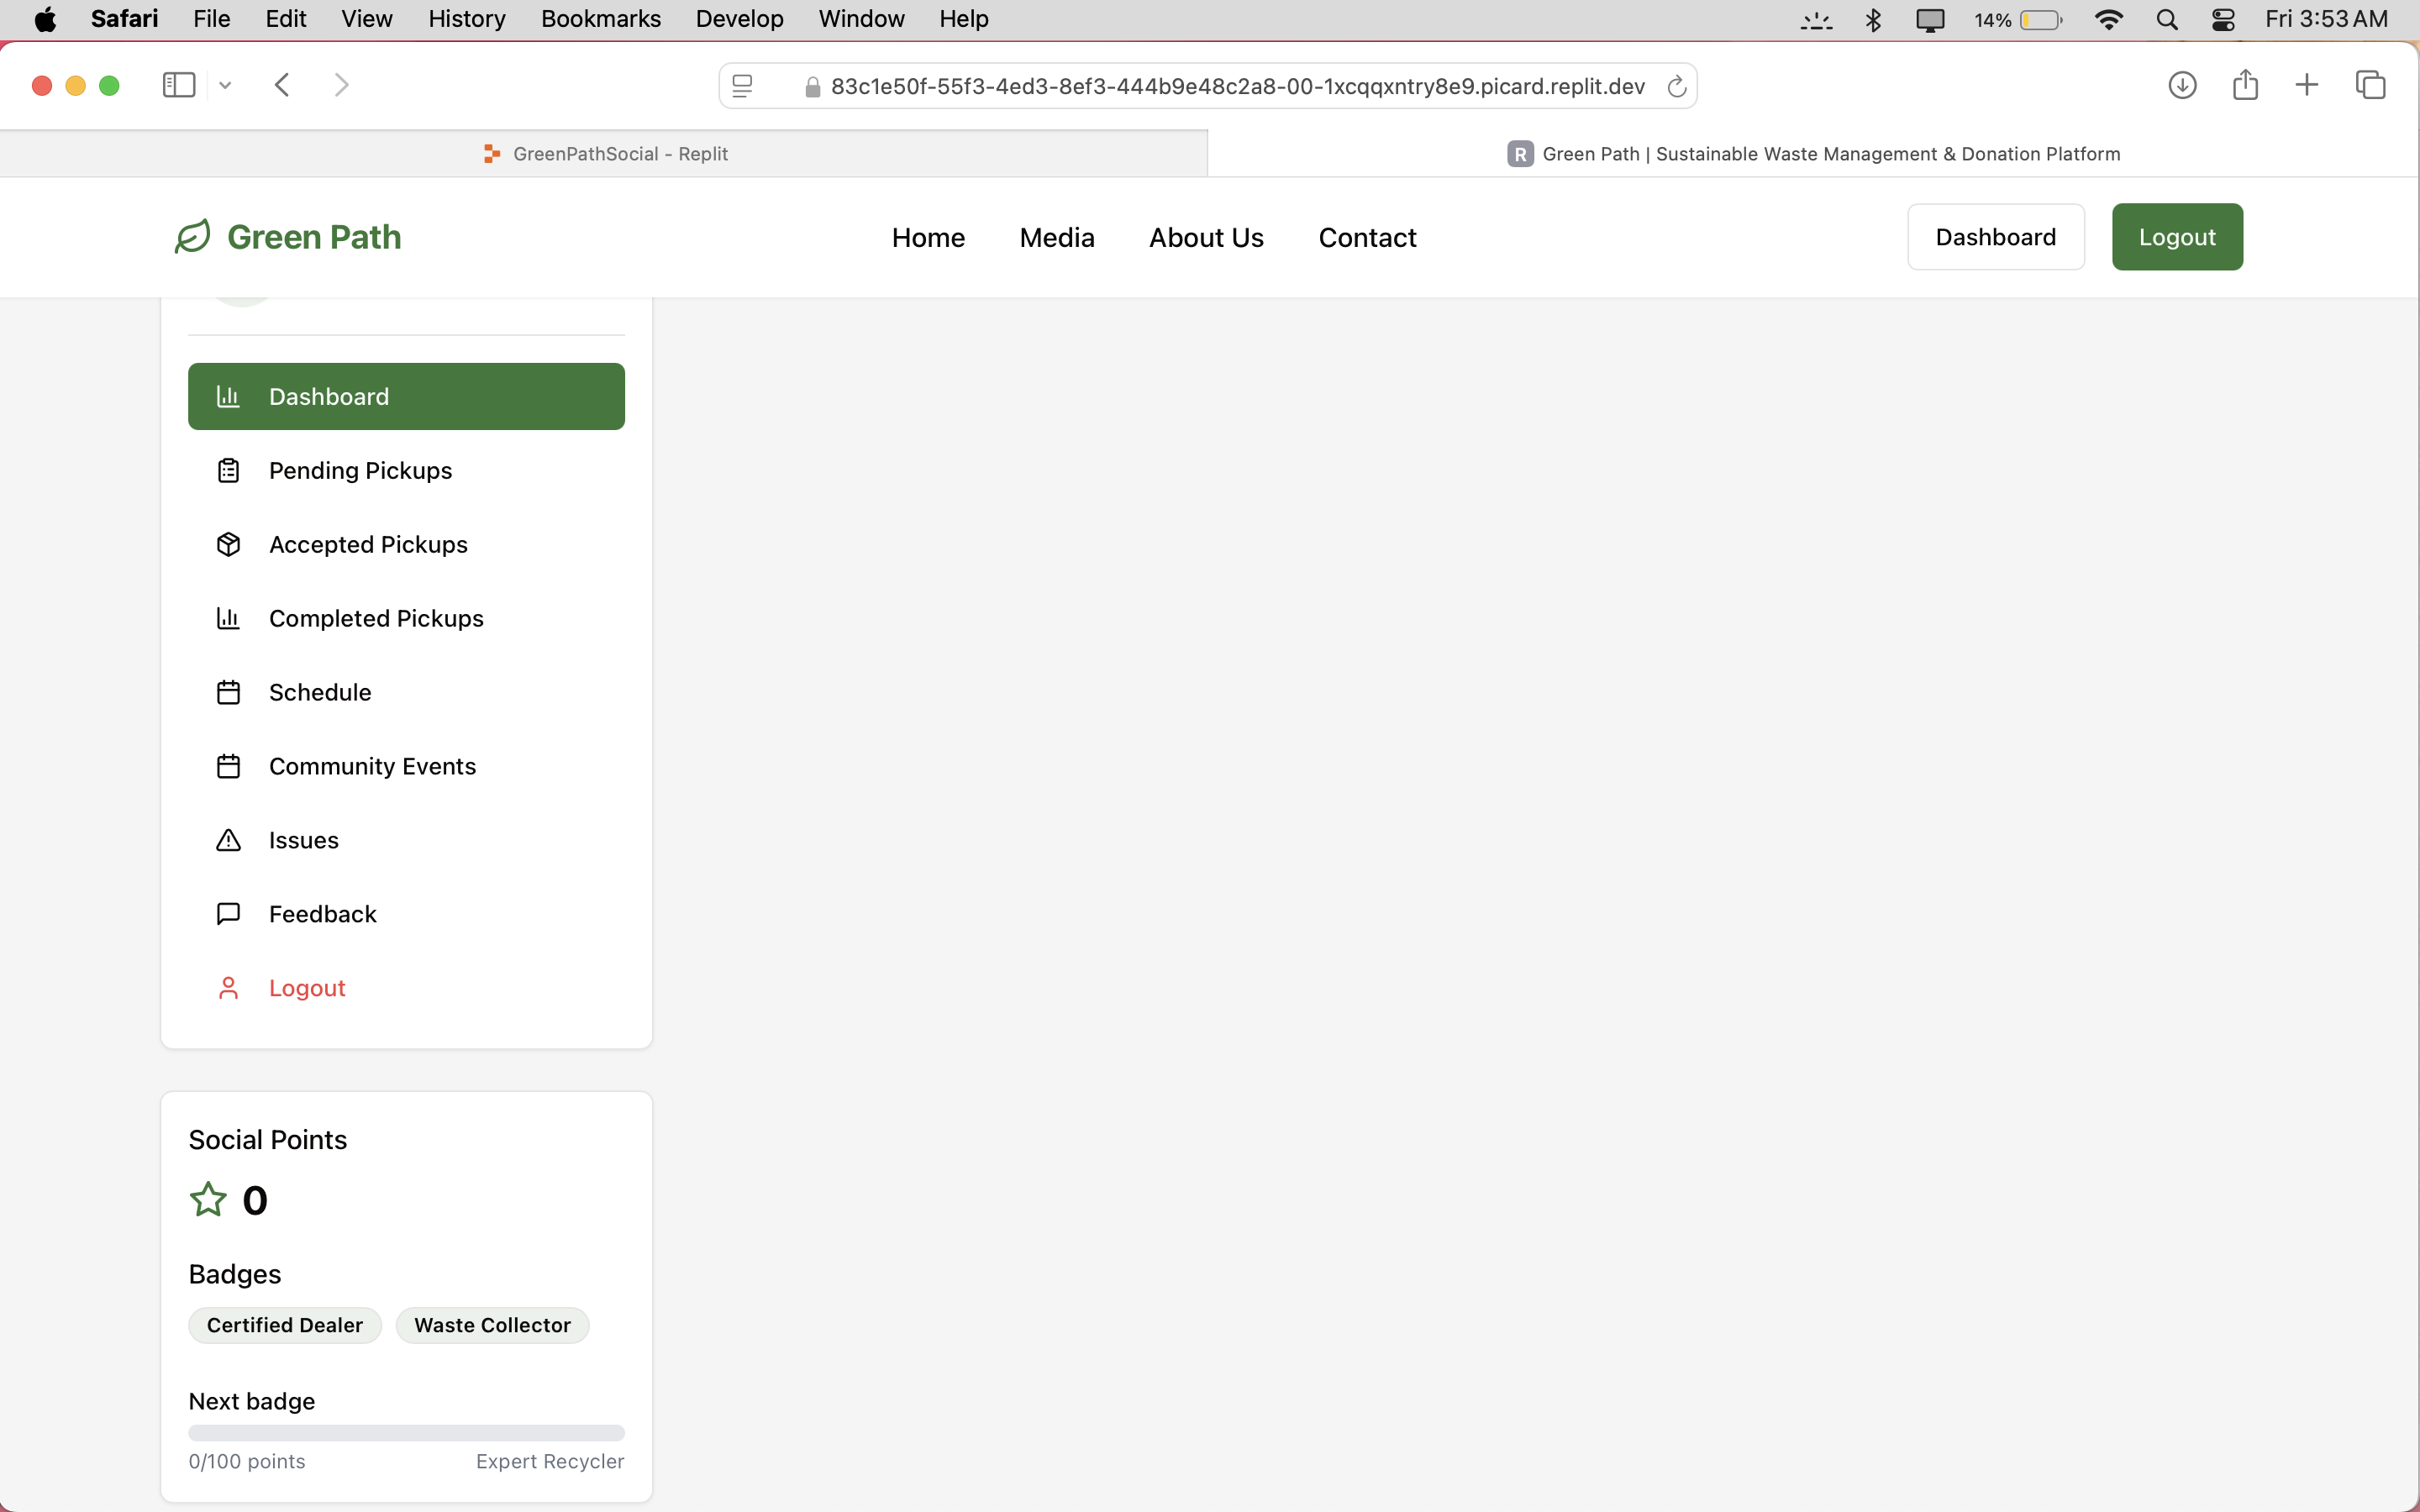 Safari File Edit View History Bookmarks Develop Window Help 14% Fri 3:53 AM
83c1e50f-55f3-4ed3-8ef3-444b9e48c2a8-00-1xcqqxntry8e9.picard.replit.dev
GreenPathSocial - Replit R Green Path | Sustainable Waste Management & Donation Platform
Green Path Home Media About Us Contact Dashboard Logout
Dashboard
Pending Pickups
Accepted Pickups
Completed Pickups
Schedule
Community Events
Issues
Feedback
Logout
Social Points
0
Badges
Certified Dealer Waste Collector
Next badge
0/100 points Expert Recycler